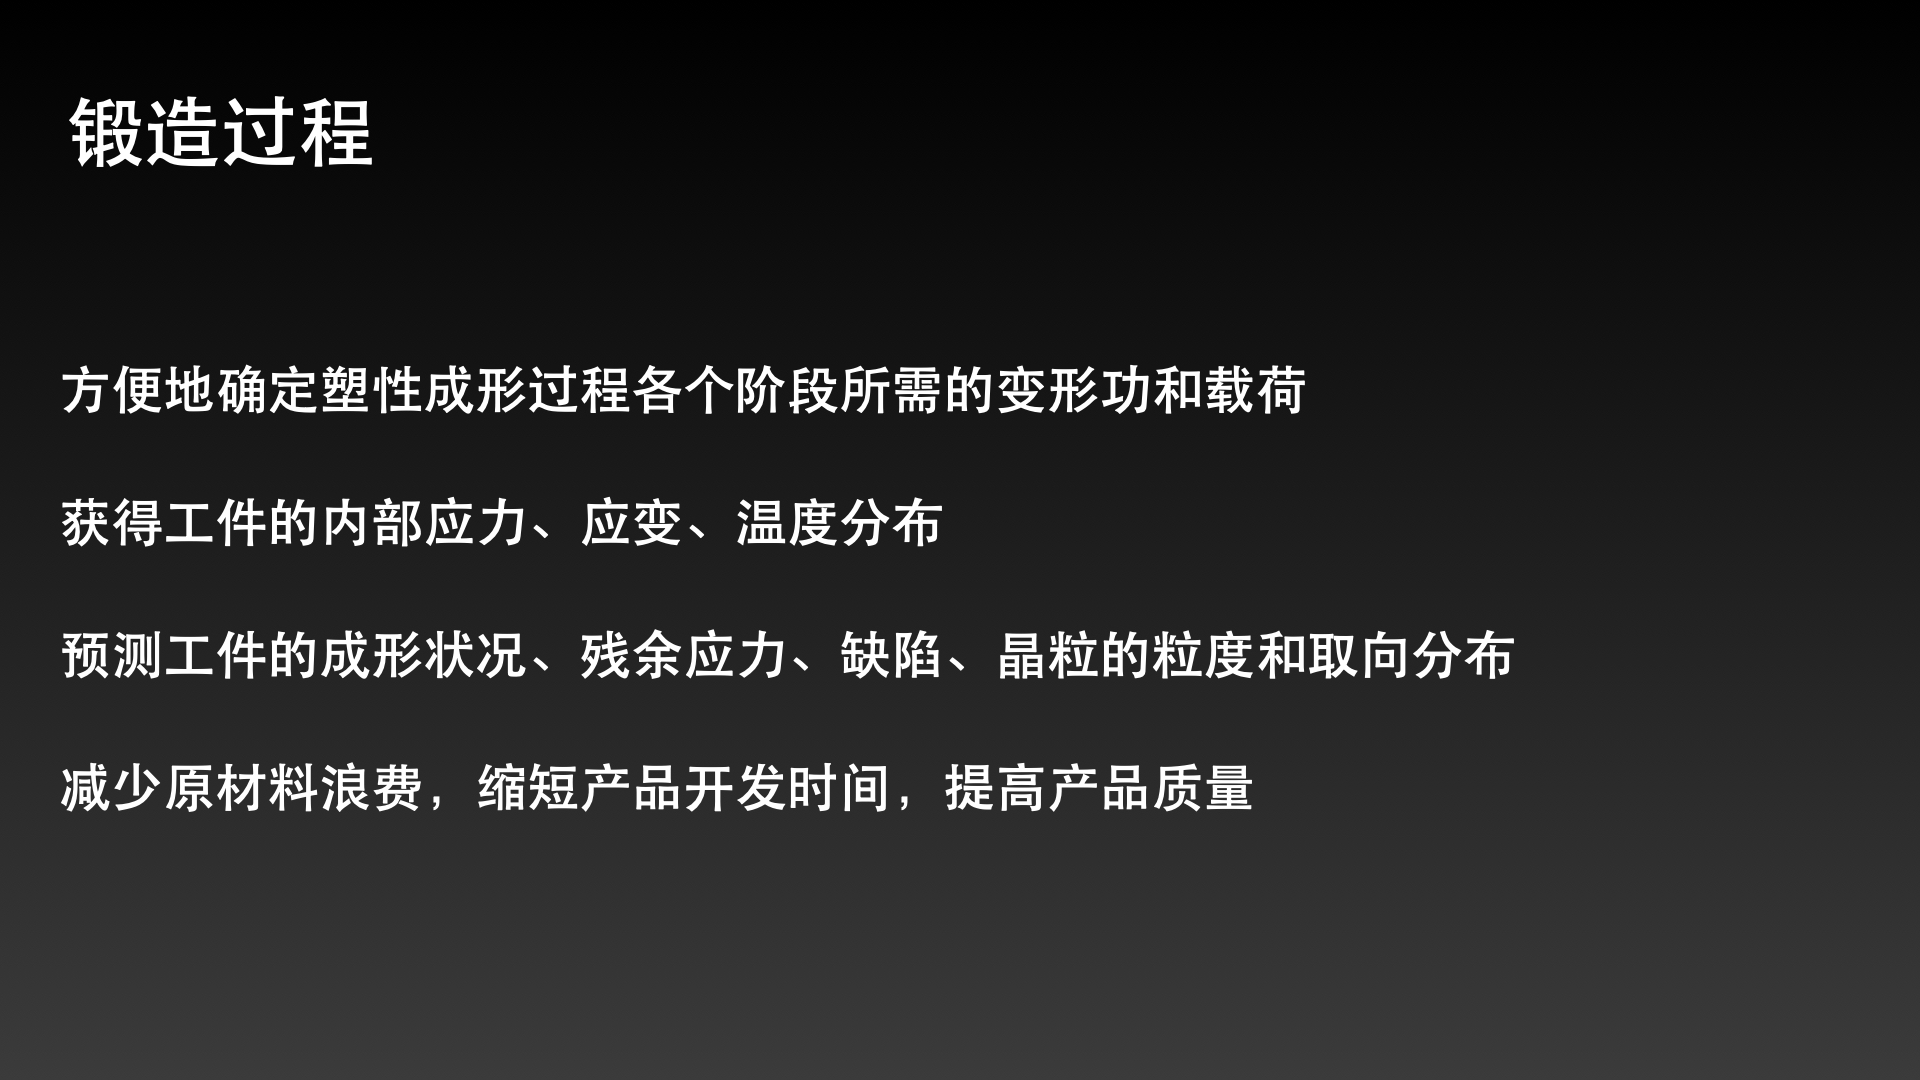 锻造过程
方便地确定塑性成形过程各个阶段所需的变形功和载荷
获得工件的内部应力、应变、温度分布
预测工件的成形状况、残余应力、缺陷、晶粒的粒度和取向分布
减少原材料浪费，缩短产品开发时间，提高产品质量